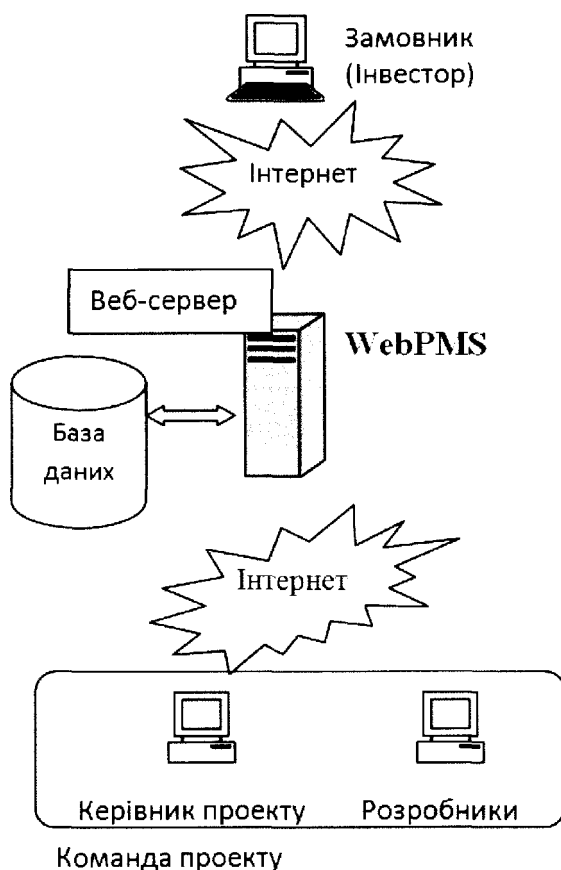 Замовник
(Інвестор)
Інтернет
Веб-сервер
WebPMS
База
даних
Інтернет
Керівник проекту
Розробники
Команда проекту